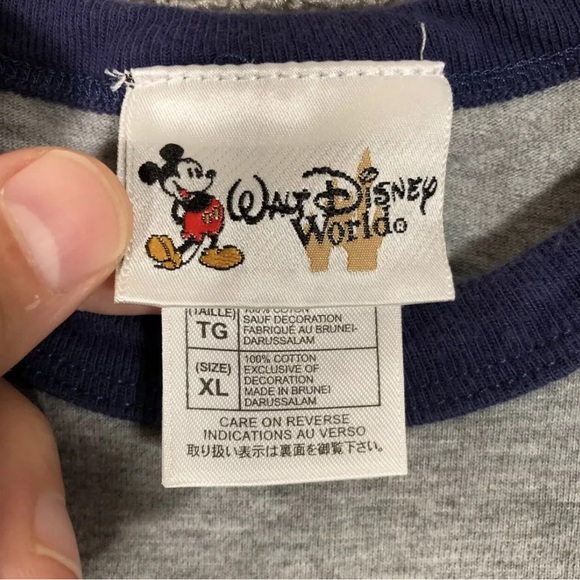 WALT DISNEY
World®
(TAILLE)
TG
100% COTON
SAUF DECORATION
FABRIQUÉ AU BRUNEI-
DARUSSALAM
(SIZE)
XL
100% COTTON
EXCLUSIVE OF
DECORATION
MADE IN BRUNEI
DARUSSALAM
CARE ON REVERSE
INDICATIONS AU VERSO
取り扱い表示は裏面を御覧下さい。